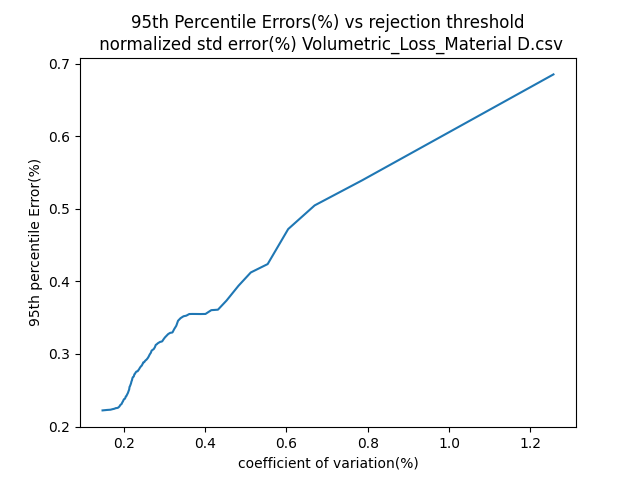 95th Percentile Errors(%) vs rejection threshold
normalized std error(%) Volumetric_Loss_Material D.csv
0.7
0.6
0.5
0.4
0.3
0.2
95th percentile Error(%)
0.2 0.4 0.6 0.8 1.0 1.2
coefficient of variation(%)